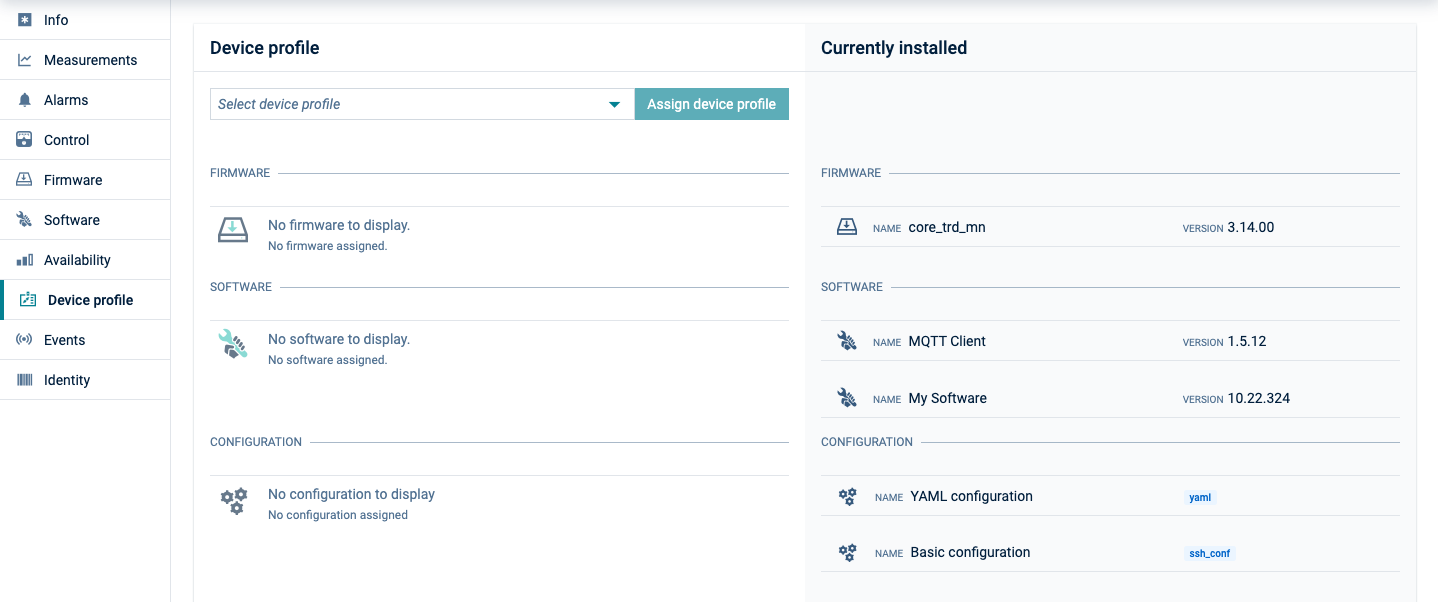 Info
Measurements
Alarms
Control
Firmware
Software
Availability
Device profile
Events
Identity
Device profile
Select device profile
Assign device profile
FIRMWARE
No firmware to display.
No firmware assigned.
SOFTWARE
No software to display.
No software assigned.
CONFIGURATION
No configuration to display
No configuration assigned
Currently installed
FIRMWARE
NAME core_trd_mn VERSION 3.14.00
SOFTWARE
NAME MQTT Client VERSION 1.5.12
NAME My Software VERSION 10.22.324
CONFIGURATION
NAME YAML configuration yaml
NAME Basic configuration ssh_conf